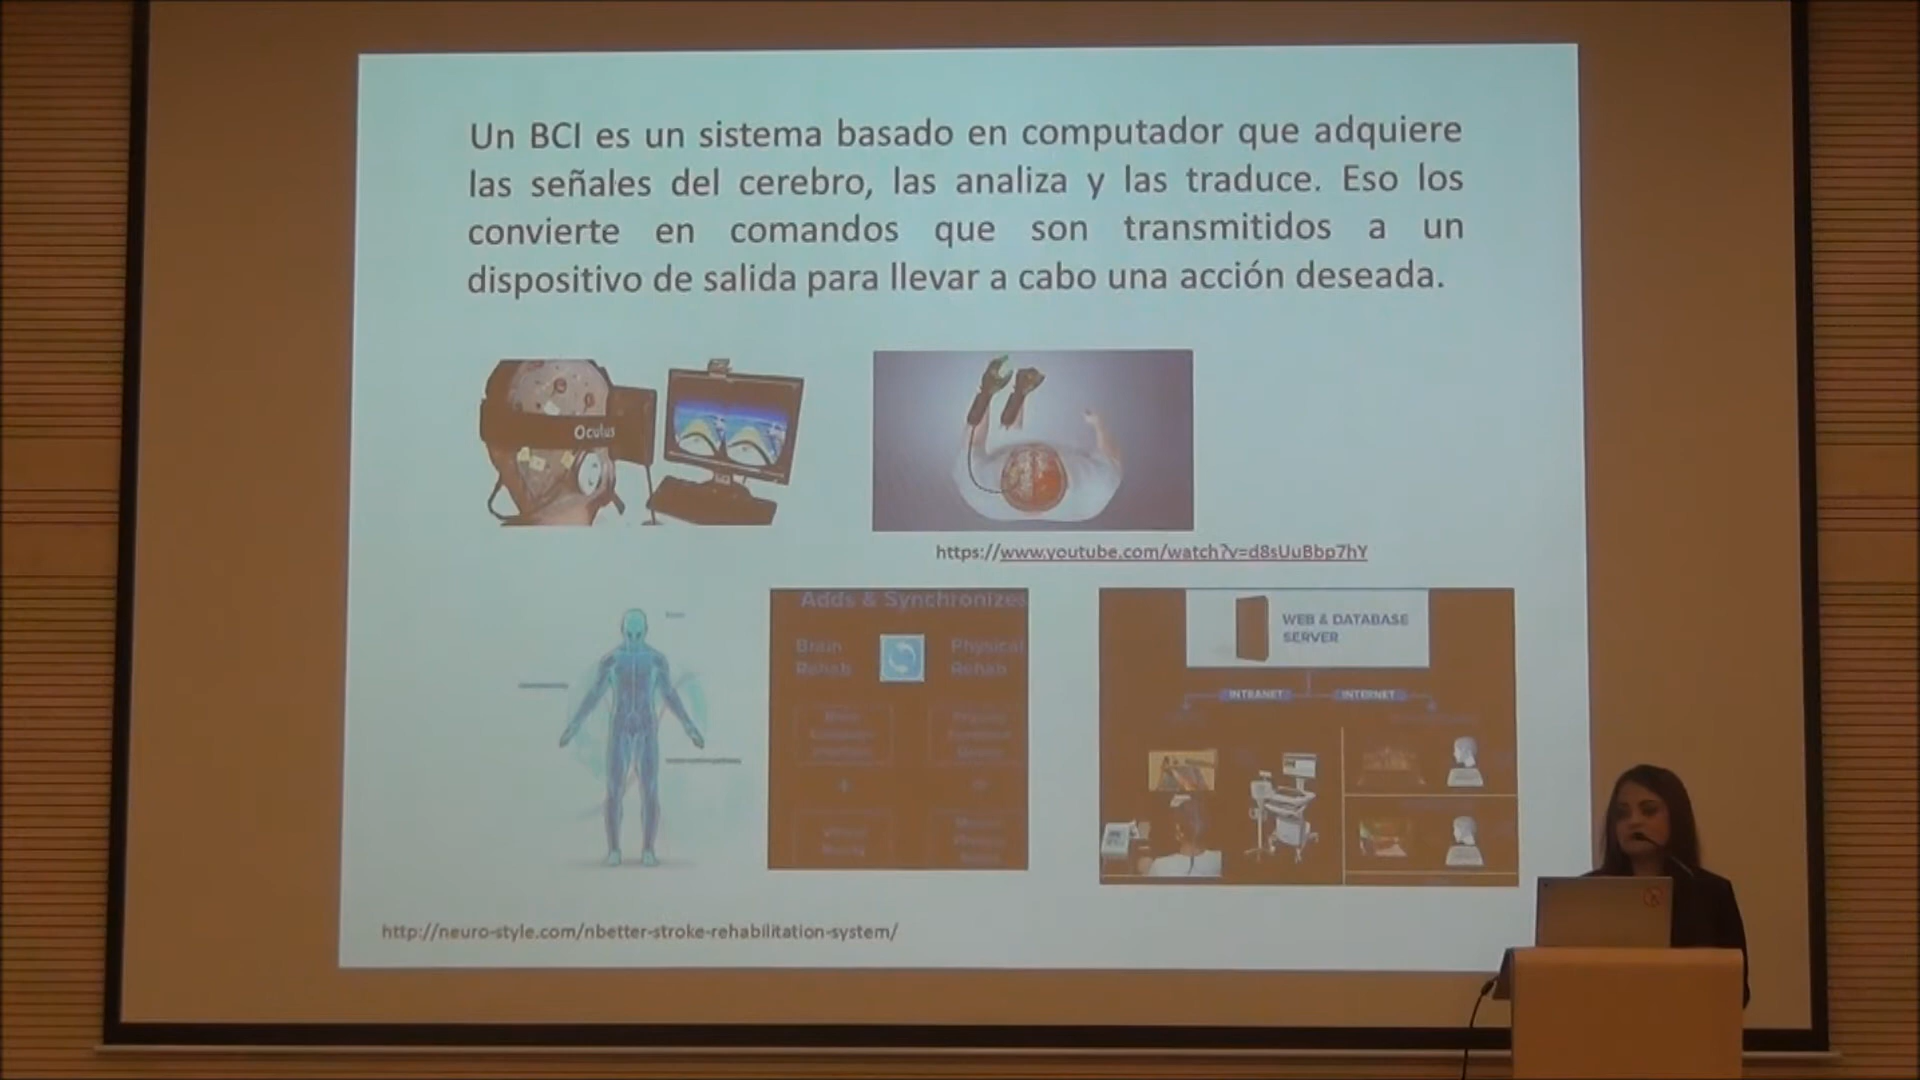 Un BCI es un sistema basado en computador que adquiere
las señales del cerebro, las analiza y las traduce. Eso los
convierte en comandos que son transmitidos a un
dispositivo de salida para llevar a cabo una acción deseada.
Oculus
https://www.youtube.com/watch?v=d8sUuBbp7hY
Adds & Synchronizes
Brain
Rehab
Physical
Rehab
WEB & DATABASE
SERVER
INTRANET
INTERNET
http://neuro-style.com/nbetter-stroke-rehabilitation-system/